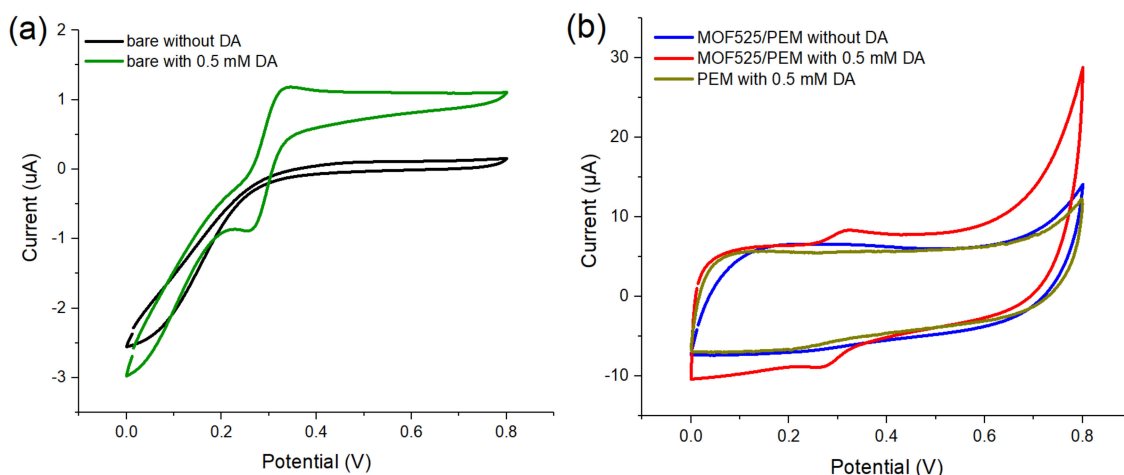 (a)
bare without DA
bare with 0.5 mM DA
2
1
0
-1
-2
-3
Current (uA)
0.0
0.2
0.4
0.6
0.8
Potential (V)
(b)
MOF525/PEM without DA
MOF525/PEM with 0.5 mM DA
PEM with 0.5 mM DA
30
20
10
0
-10
Current (µA)
0.0
0.2
0.4
0.6
0.8
Potential (V)